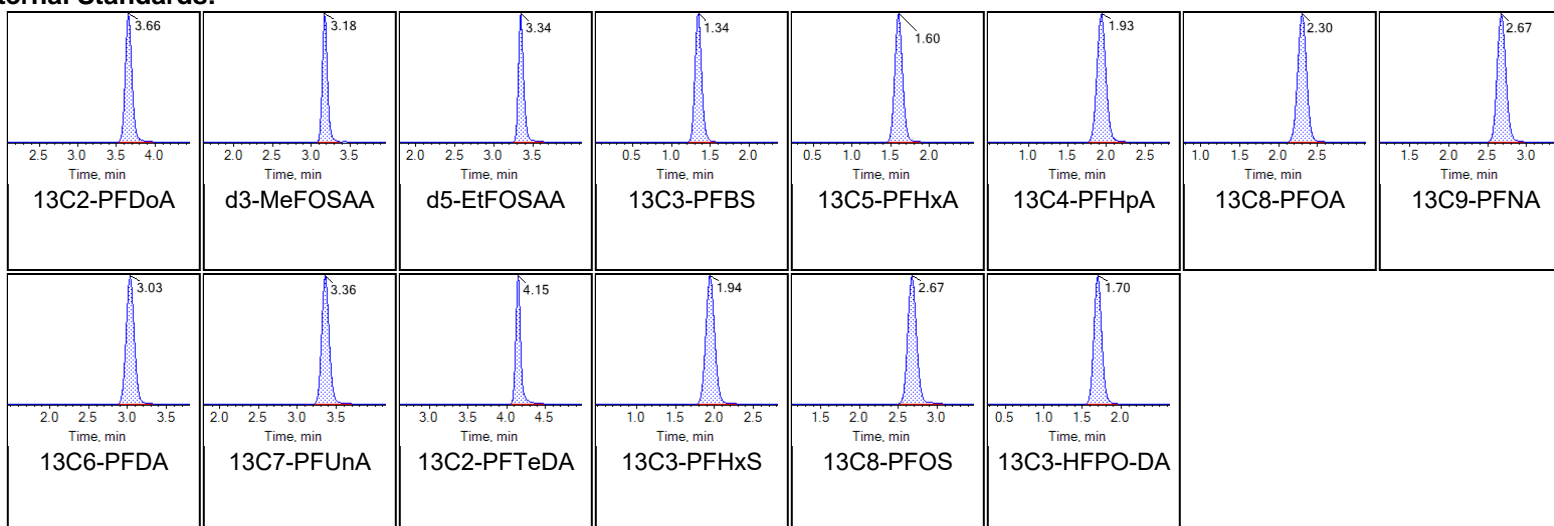 ternal Standards:
3.66 3.18 3.34 1.34 1.60 1.93 2.30 2.67
2.5 3.0 3.5 4.0 2.0 2.5 3.0 3.5 2.0 2.5 3.0 3.5 0.5 1.0 1.5 2.0 0.5 1.0 1.5 2.0 1.0 1.5 2.0 2.5 1.0 1.5 2.0 2.5 1.5 2.0 2.5 3.0
Time, min Time, min Time, min Time, min Time, min Time, min Time, min Time, min
13C2-PFDoA d3-MeFOSAA d5-EtFOSAA 13C3-PFBS 13C5-PFHxA 13C4-PFHpA 13C8-PFOA 13C9-PFNA
3.03 3.36 4.15 1.94 2.67 1.70
2.0 2.5 3.0 3.5 2.0 2.5 3.0 3.5 3.0 3.5 4.0 4.5 1.0 1.5 2.0 2.5 1.5 2.0 2.5 3.0 0.5 1.0 1.5 2.0
Time, min Time, min Time, min Time, min Time, min Time, min
13C6-PFDA 13C7-PFUnA 13C2-PFTeDA 13C3-PFHxS 13C8-PFOS 13C3-HFPO-DA